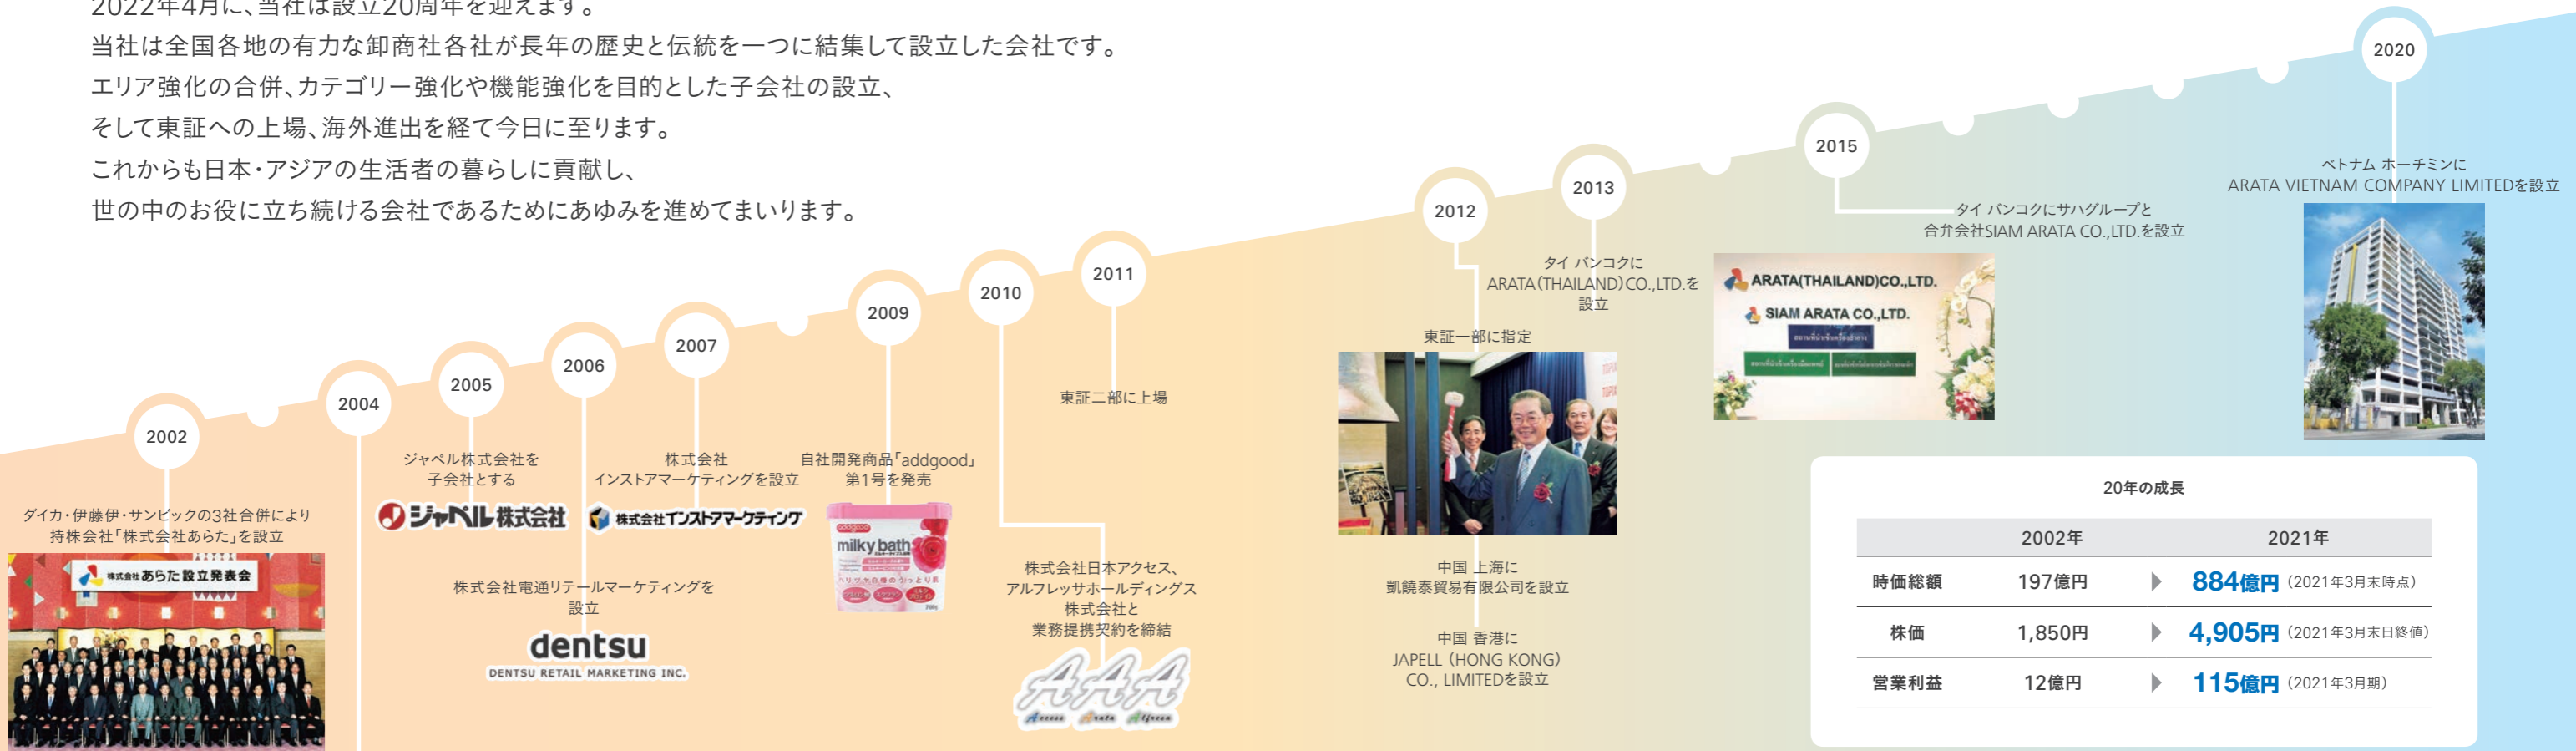 2022年4月に、当社は設立20周年を迎えます。
当社は全国各地の有力な卸商社各社が長年の歴史と伝統を一つに結集して設立した会社です。
エリア強化の合併、カテゴリー強化や機能強化を目的とした子会社の設立、
そして東証への上場、海外進出を経て今日に至ります。
これからも日本・アジアの生活者の暮らしに貢献し、
世の中のお役に立ち続ける会社であるためにあゆみを進めてまいります。
2002
ダイカ・伊藤伊・サンビックの3社合併により
持株会社「株式会社あらた」を設立
株式会社あらた設立発表会
2004
2005
ジャペル株式会社を
子会社とする
ジャペル株式会社
2006
株式会社電通リテールマーケティングを
設立
dentsu
DENTSU RETAIL MARKETING INC.
2007
株式会社
インストアマーケティングを設立
株式会社インストアマーケティング
2009
自社開発商品「addgood」
第1号を発売
addgood
milky bath
2010
株式会社日本アクセス、
アルフレッサホールディングス
株式会社と
業務提携契約を締結
AAA
Access Arata Alfresa
2011
東証二部に上場
2012
東証一部に指定
中国 上海に
凱饒泰貿易有限公司を設立
中国 香港に
JAPELL (HONG KONG)
CO., LIMITEDを設立
2013
タイ バンコクに
ARATA(THAILAND)CO.,LTD.を
設立
2015
タイ バンコクにサハグループと
合弁会社SIAM ARATA CO.,LTD.を設立
ARATA(THAILAND)CO.,LTD.
SIAM ARATA CO.,LTD.
2020
ベトナム ホーチミンに
ARATA VIETNAM COMPANY LIMITEDを設立
20年の成長
2002年 2021年
時価総額 197億円 ▶ 884億円 (2021年3月末時点)
株価 1,850円 ▶ 4,905円 (2021年3月末日終値)
営業利益 12億円 ▶ 115億円 (2021年3月期)